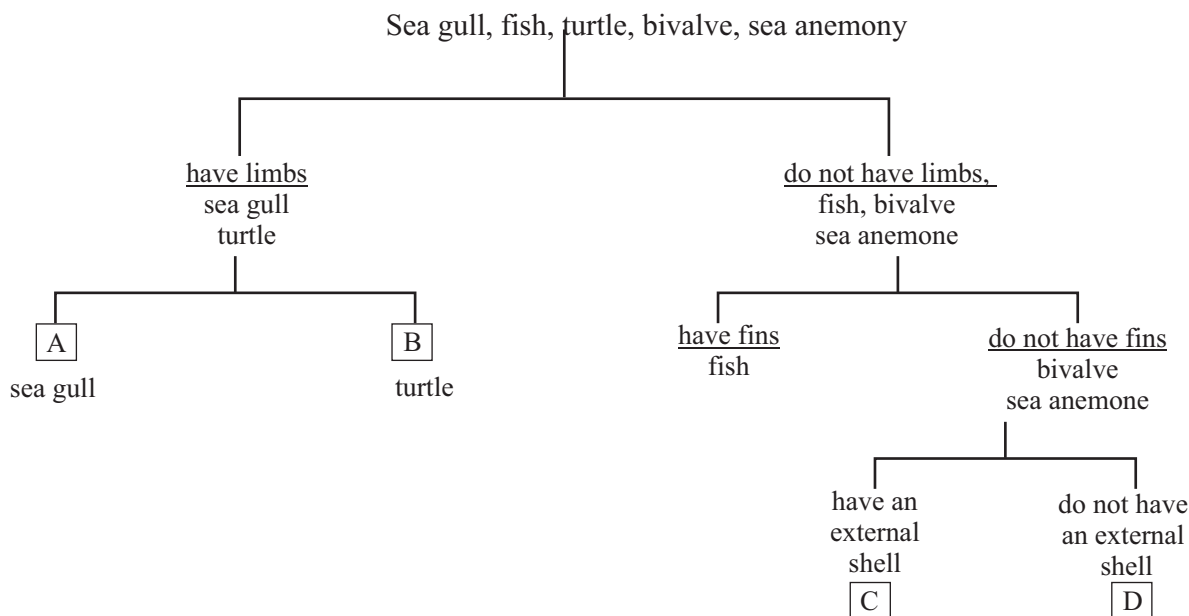 Sea gull, fish, turtle, bivalve, sea anemony
have limbs
sea gull
turtle
do not have limbs,
fish, bivalve
sea anemone
A
sea gull
B
turtle
have fins
fish
do not have fins
bivalve
sea anemone
have an
external
shell
C
do not have
an external
shell
D